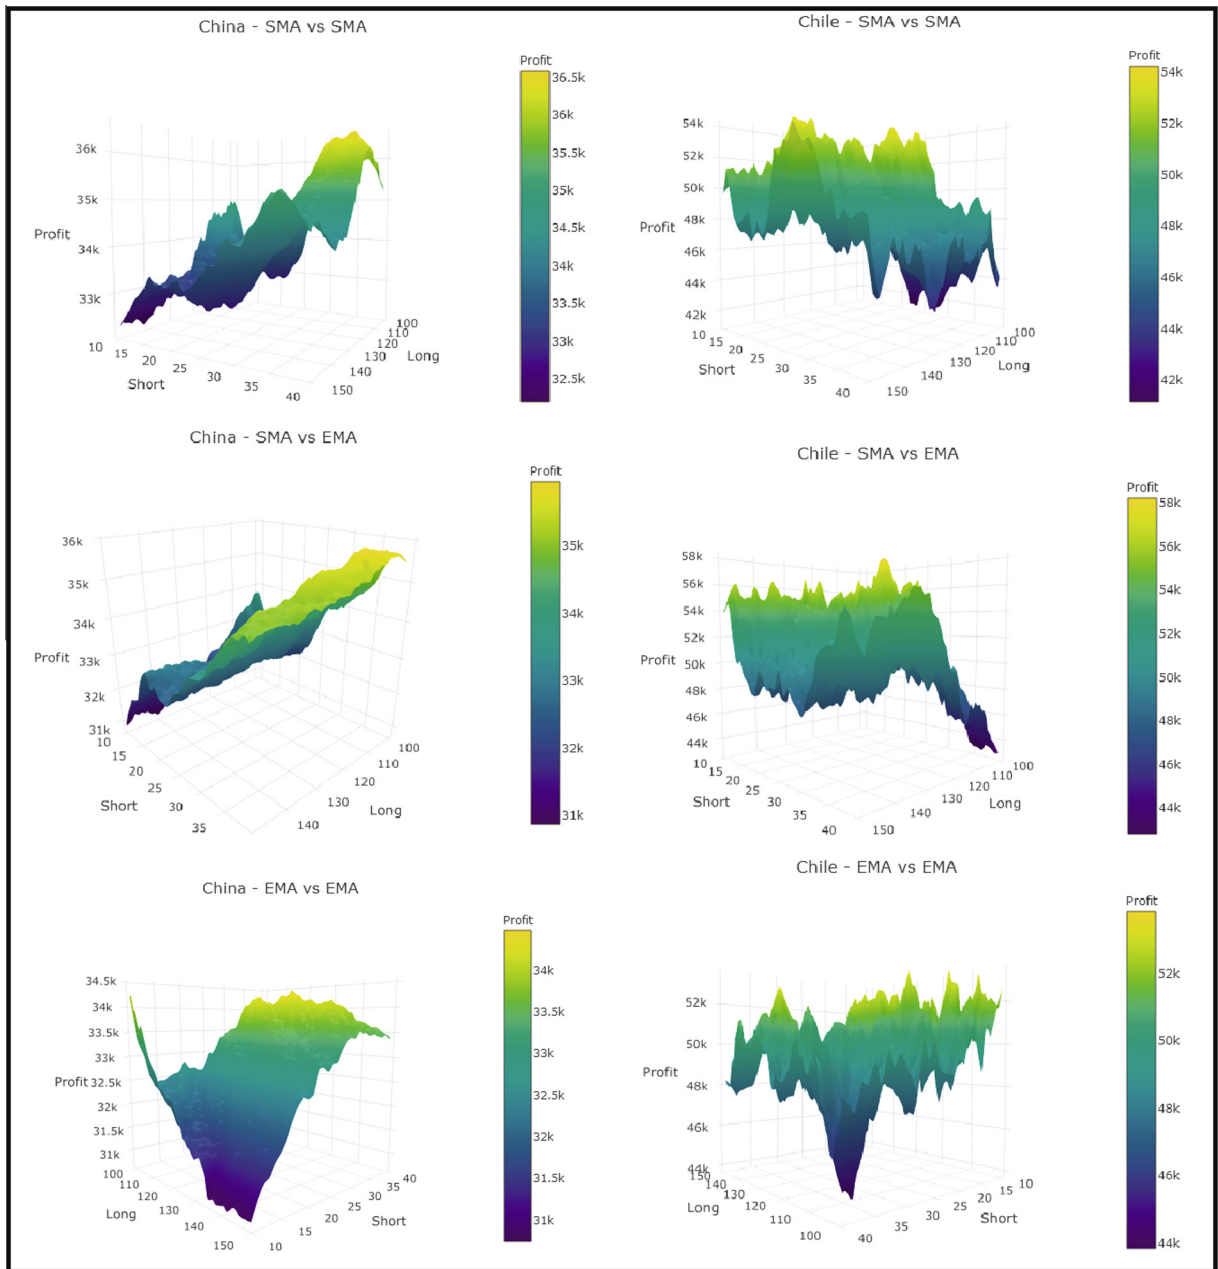 China - SMA vs SMA
Profit
36.5k
36k
35.5k
35k
34.5k
34k
33.5k
33k
32.5k
36k
35k
34k
33k
Profit
10
15
20
25
30
35
40
Short
100
110
120
130
140
150
Long
Chile - SMA vs SMA
Profit
54k
52k
50k
48k
46k
44k
42k
54k
52k
50k
48k
46k
44k
42k
Profit
10
15
20
25
30
35
40
Short
100
110
120
130
140
150
Long
China - SMA vs EMA
Profit
35k
34k
33k
32k
31k
36k
35k
34k
33k
32k
31k
Profit
10
15
20
25
30
35
Short
100
110
120
130
140
Long
Chile - SMA vs EMA
Profit
58k
56k
54k
52k
50k
48k
46k
44k
58k
56k
54k
52k
50k
48k
46k
44k
Profit
10
15
20
25
30
35
40
Short
100
110
120
130
140
150
Long
China - EMA vs EMA
Profit
34k
33.5k
33k
32.5k
32k
31.5k
31k
34.5k
34k
33.5k
33k
32.5k
32k
31.5k
31k
Profit
100
110
120
130
140
150
Long
10
15
20
25
30
35
40
Short
Chile - EMA vs EMA
Profit
52k
50k
48k
46k
44k
52k
50k
48k
46k
44k
Profit
150
140
130
120
110
100
Long
40
35
30
25
20
15
10
Short